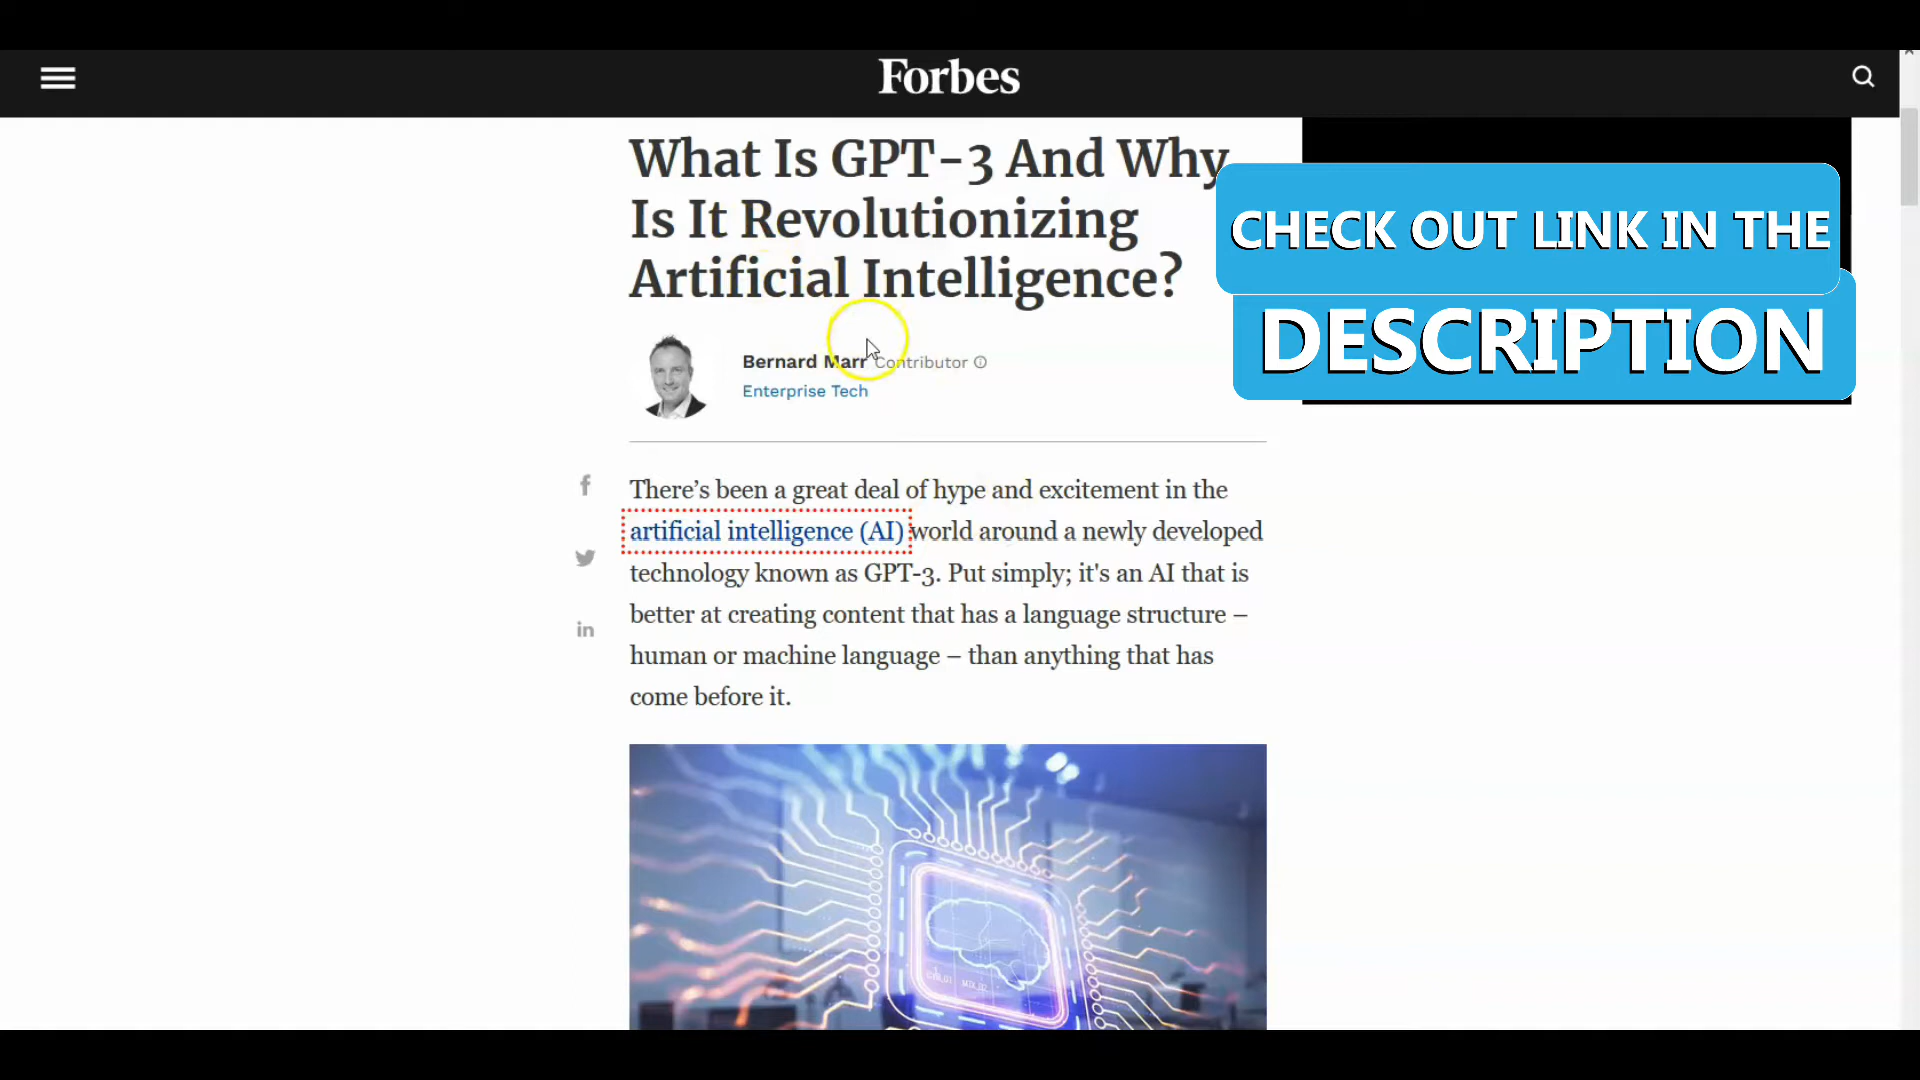 Forbes
What Is GPT-3 And Why
Is It Revolutionizing
Artificial Intelligence?
CHECK OUT LINK IN THE
DESCRIPTION
Bernard Marr Contributor
Enterprise Tech
There’s been a great deal of hype and excitement in the
artificial intelligence (AI) world around a newly developed
technology known as GPT-3. Put simply; it's an AI that is
better at creating content that has a language structure –
human or machine language – than anything that has
come before it.